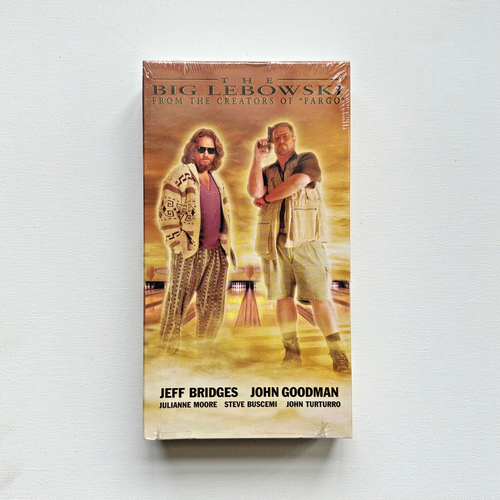 THE
BIG LEBOWSKI
FROM THE CREATORS OF "FARGO"
JEFF BRIDGES JOHN GOODMAN
JULIANNE MOORE STEVE BUSCEMI JOHN TURTURRO